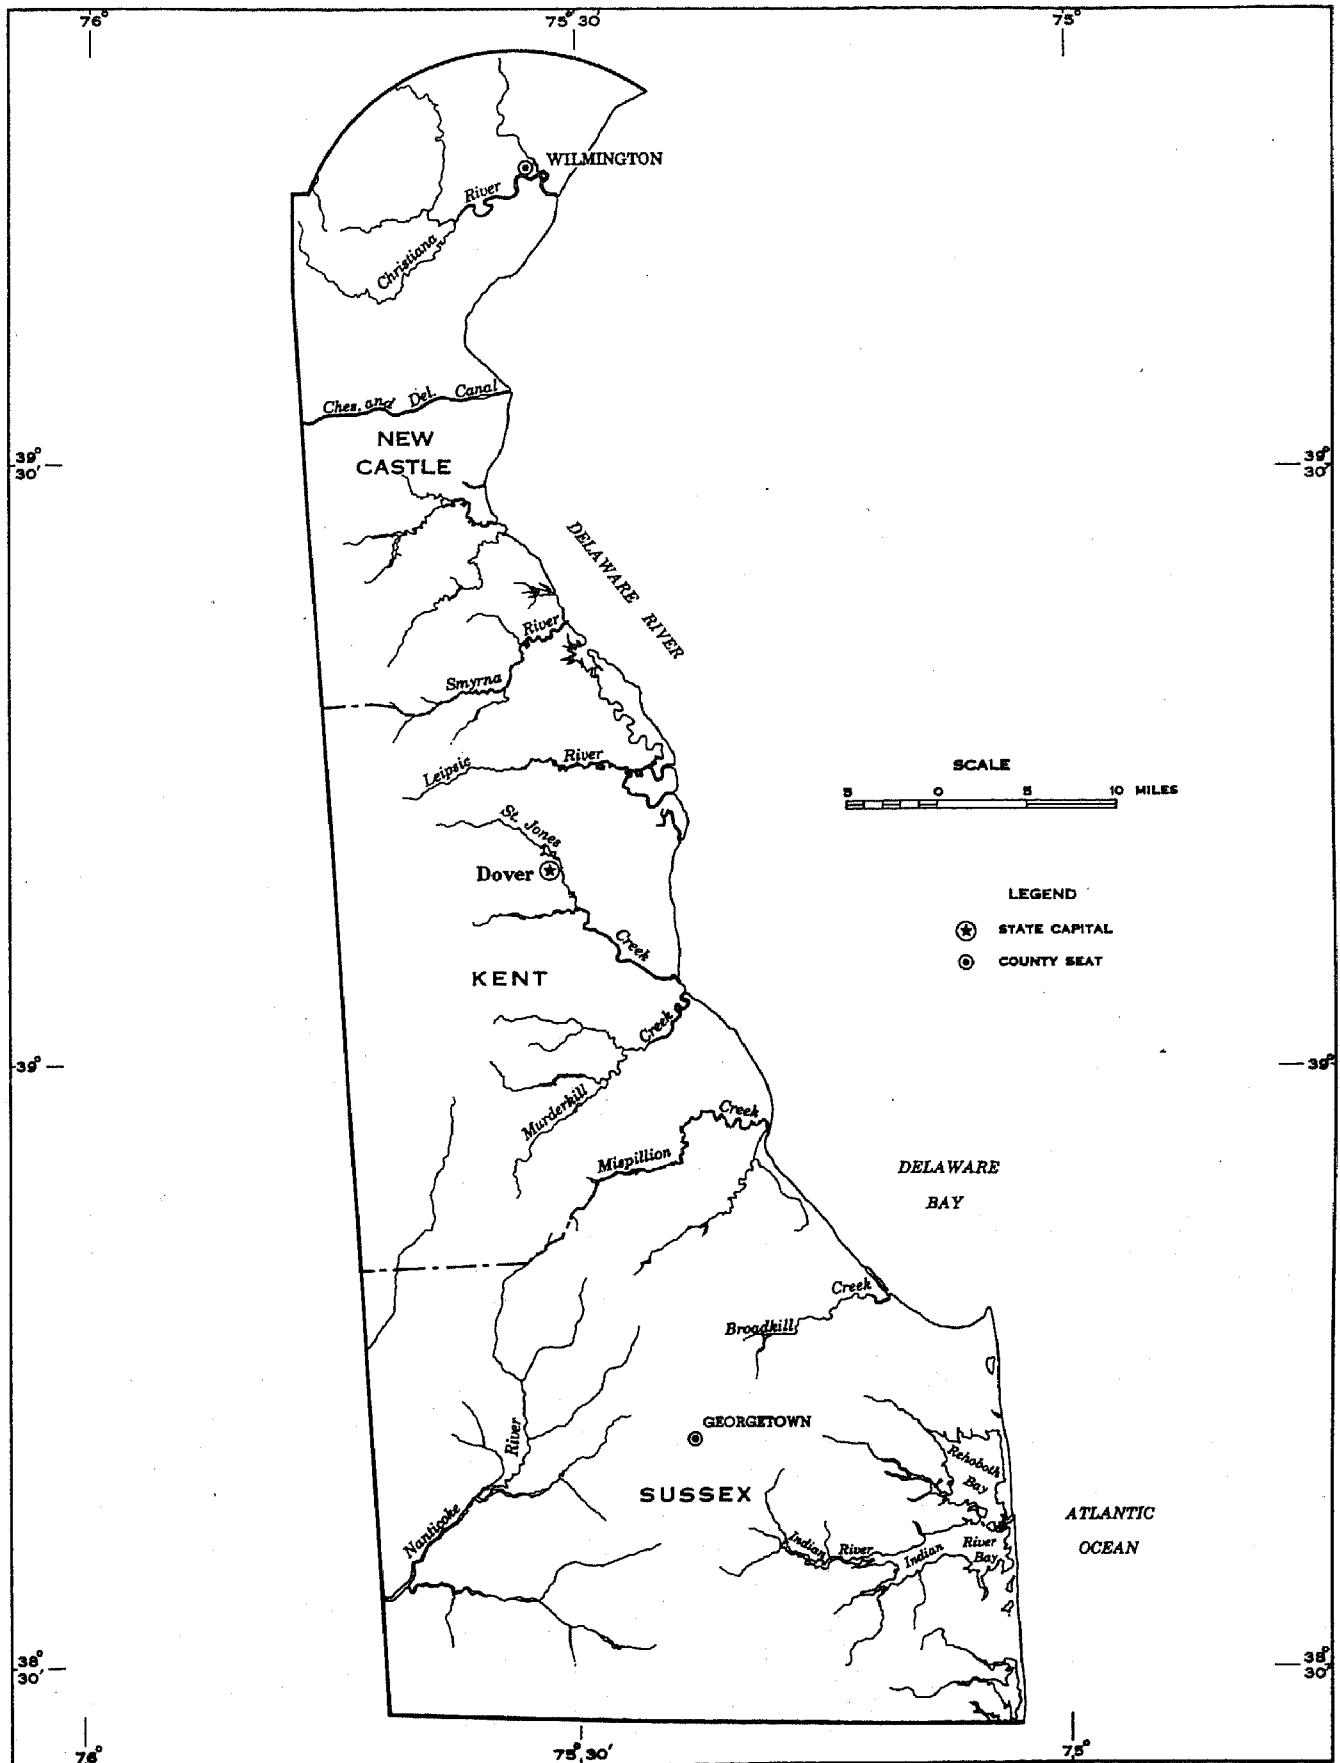 76°
75° 30'
75°
WILMINGTON
Christiana River
Ches. and Del. Canal
NEW
CASTLE
39°
30'
39°
30'
DELAWARE RIVER
Smyrna River
Leipsic River
SCALE
5 0 5 10 MILES
St. Jones Creek
Dover
LEGEND
STATE CAPITAL
COUNTY SEAT
KENT
Murderkill Creek
39°
39°
Mispillion Creek
DELAWARE
BAY
Broadkill Creek
GEORGETOWN
Nanticoke River
SUSSEX
Rehoboth
Bay
Indian River
Indian River
Bay
ATLANTIC
OCEAN
38°
30'
38°
30'
76°
75° 30'
75°